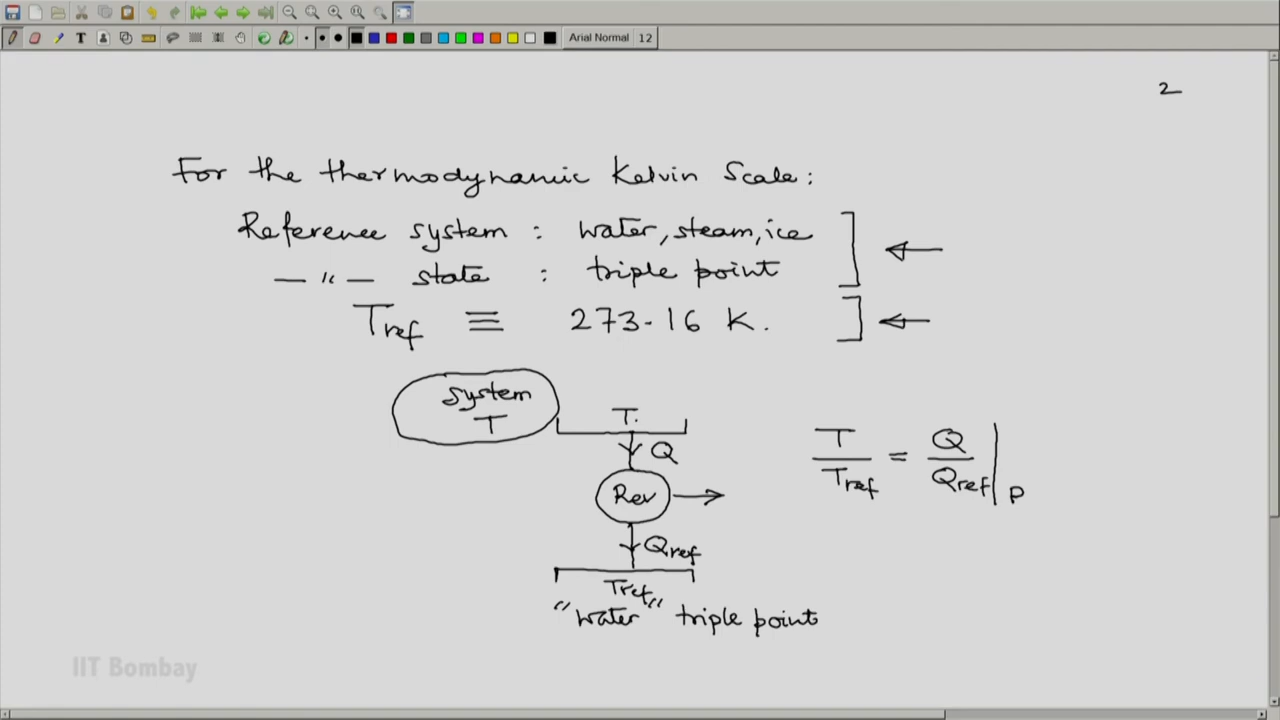 Arial Normal 12
2
For the thermodynamic Kelvin Scale:
Reference system : water, steam, ice
— " — state : triple point
Tref ≡ 273.16 K.
System
T
T.
Q
Rev
Qref
Tref
"water" triple point
T/Tref = Q/Qref|R
IIT Bombay